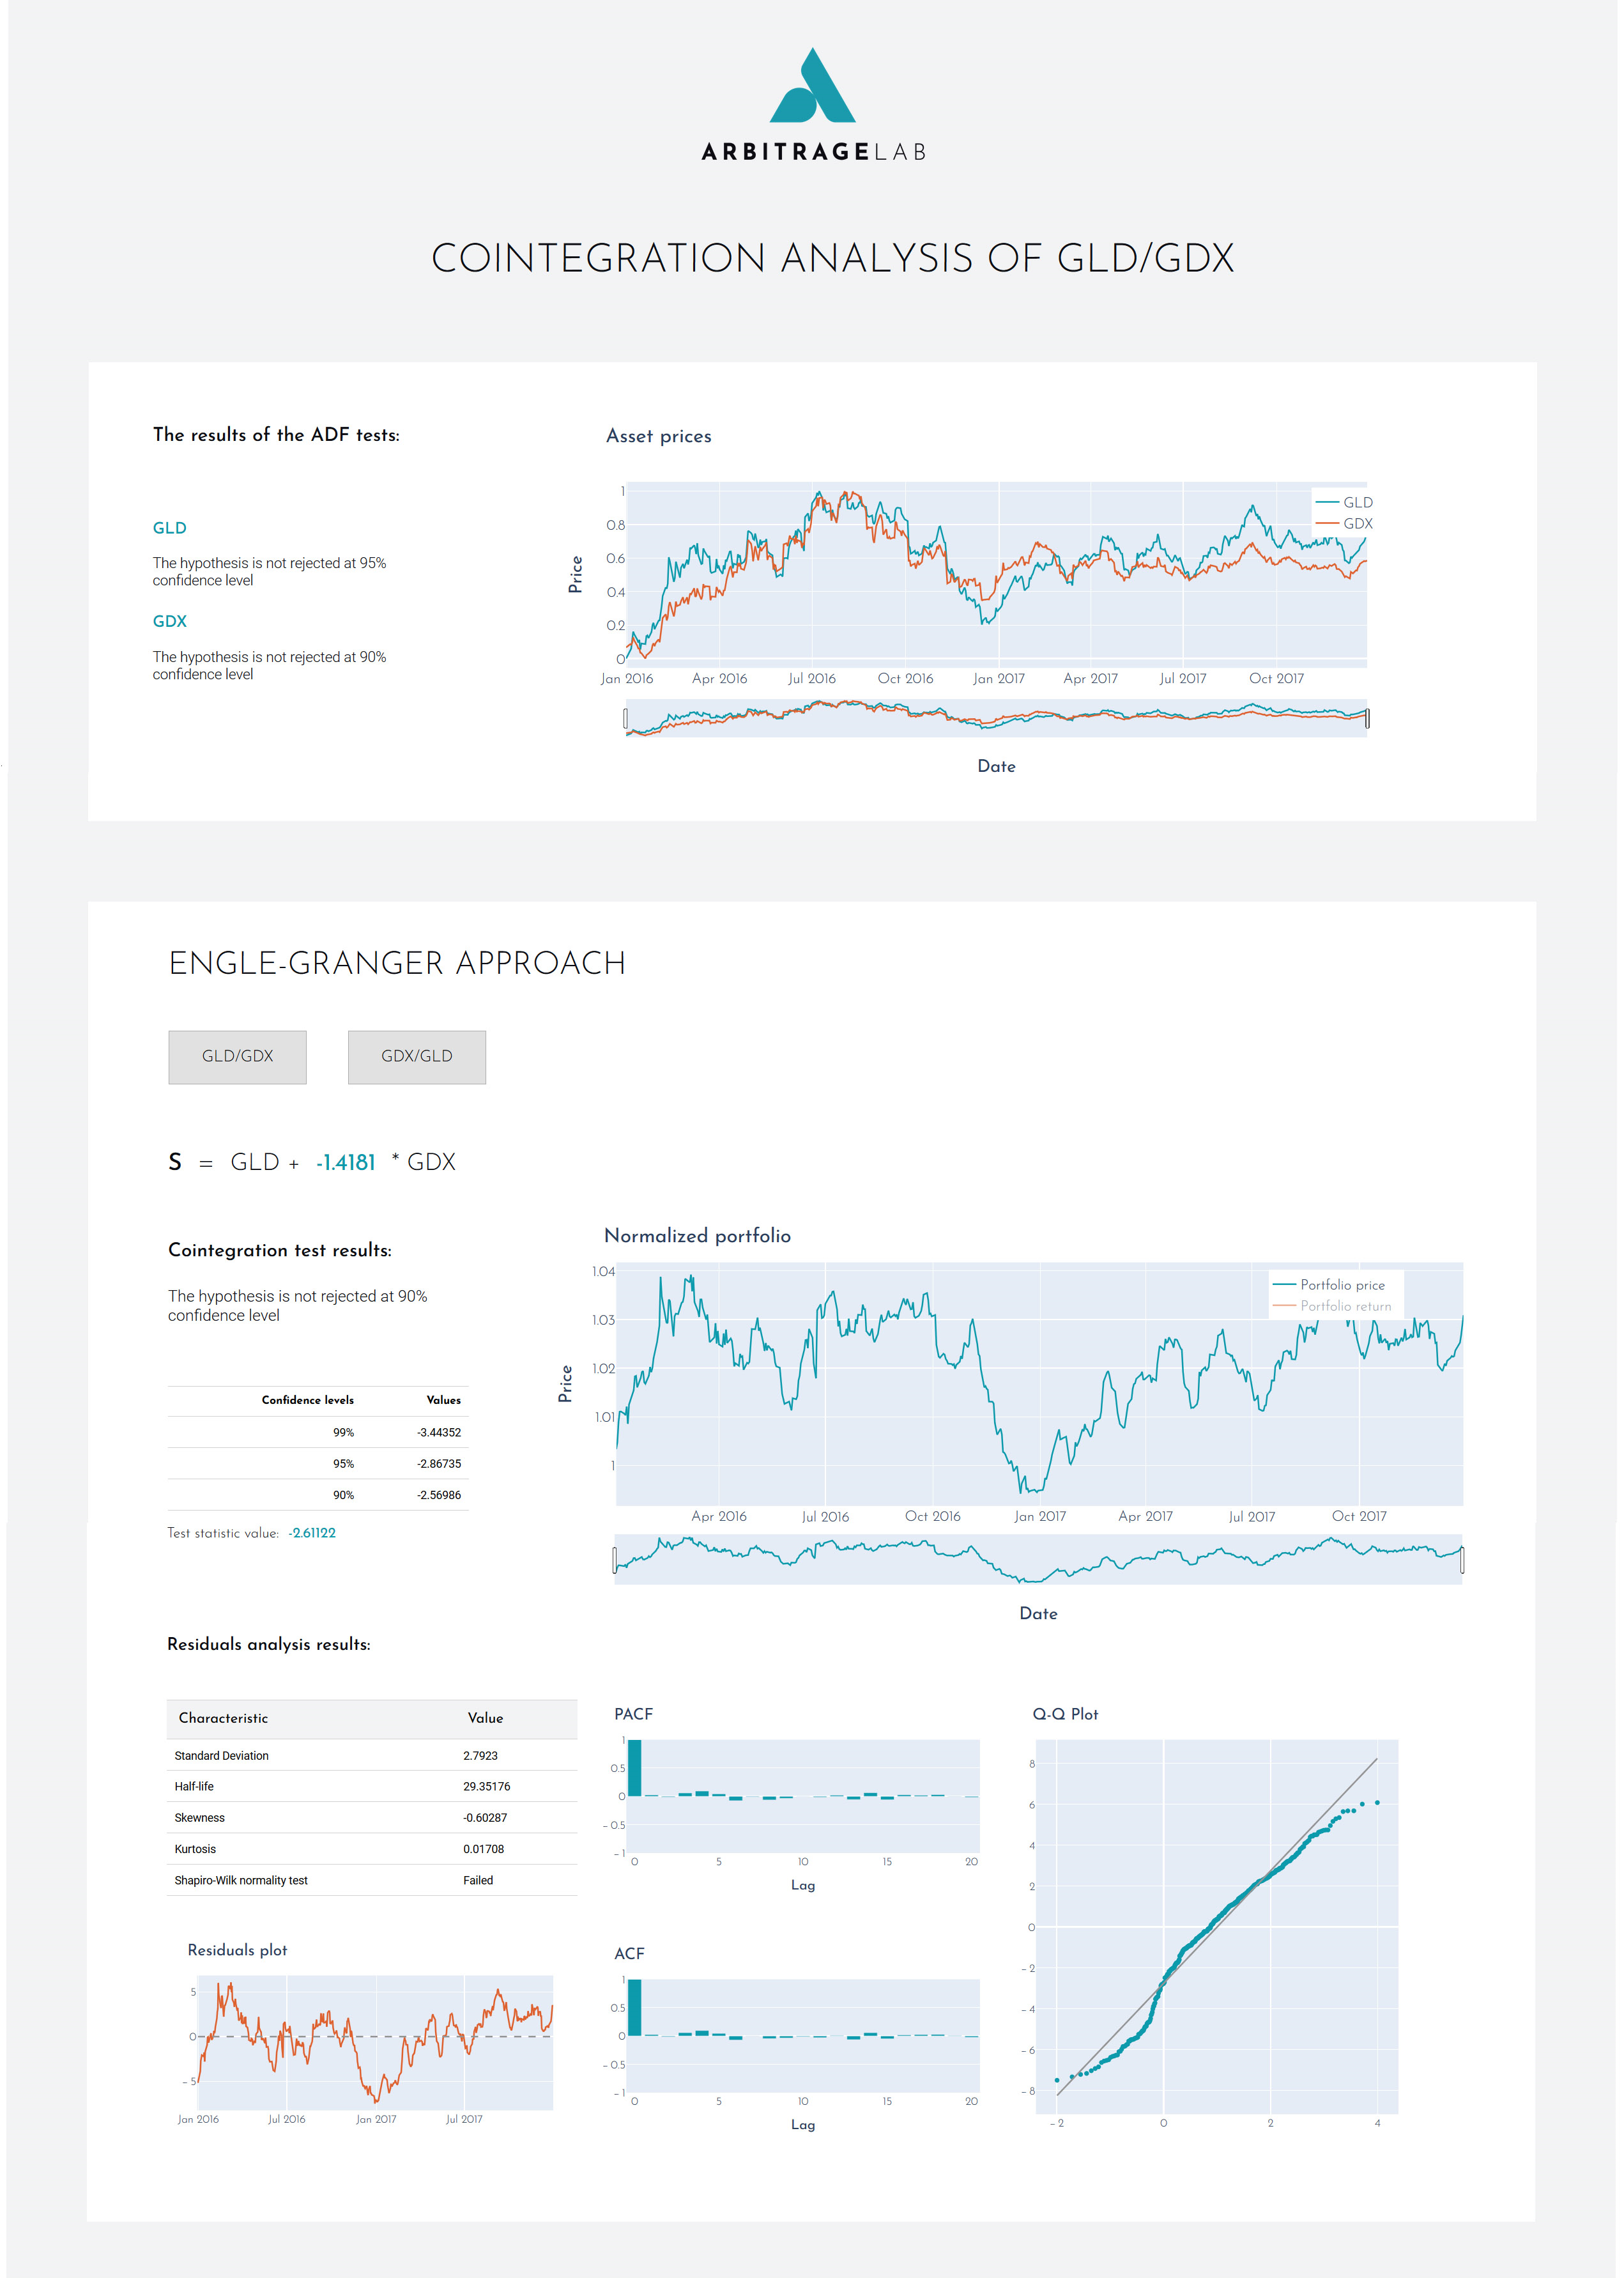 ARBITRAGELAB
COINTEGRATION ANALYSIS OF GLD/GDX
The results of the ADF tests:
GLD
The hypothesis is not rejected at 95%
confidence level
GDX
The hypothesis is not rejected at 90%
confidence level
Asset prices
GLD
GDX
Price
1
0.8
0.6
0.4
0.2
0
Jan 2016 Apr 2016 Jul 2016 Oct 2016 Jan 2017 Apr 2017 Jul 2017 Oct 2017
Date
ENGLE-GRANGER APPROACH
GLD/GDX GDX/GLD
S = GLD + -1.4181 * GDX
Cointegration test results:
The hypothesis is not rejected at 90%
confidence level
Confidence levels Values
99% -3.44352
95% -2.86735
90% -2.56986
Test statistic value: -2.61122
Normalized portfolio
Portfolio price
Portfolio return
Price
1.04
1.03
1.02
1.01
1
Apr 2016 Jul 2016 Oct 2016 Jan 2017 Apr 2017 Jul 2017 Oct 2017
Date
Residuals analysis results:
Characteristic Value
Standard Deviation 2.7923
Half-life 29.35176
Skewness -0.60287
Kurtosis 0.01708
Shapiro-Wilk normality test Failed
Residuals plot
5
0
−5
Jan 2016 Jul 2016 Jan 2017 Jul 2017
PACF
1
0.5
0
−0.5
−1
0 5 10 15 20
Lag
ACF
1
0.5
0
−0.5
−1
0 5 10 15 20
Lag
Q-Q Plot
8
6
4
2
0
−2
−4
−6
−8
−2 0 2 4